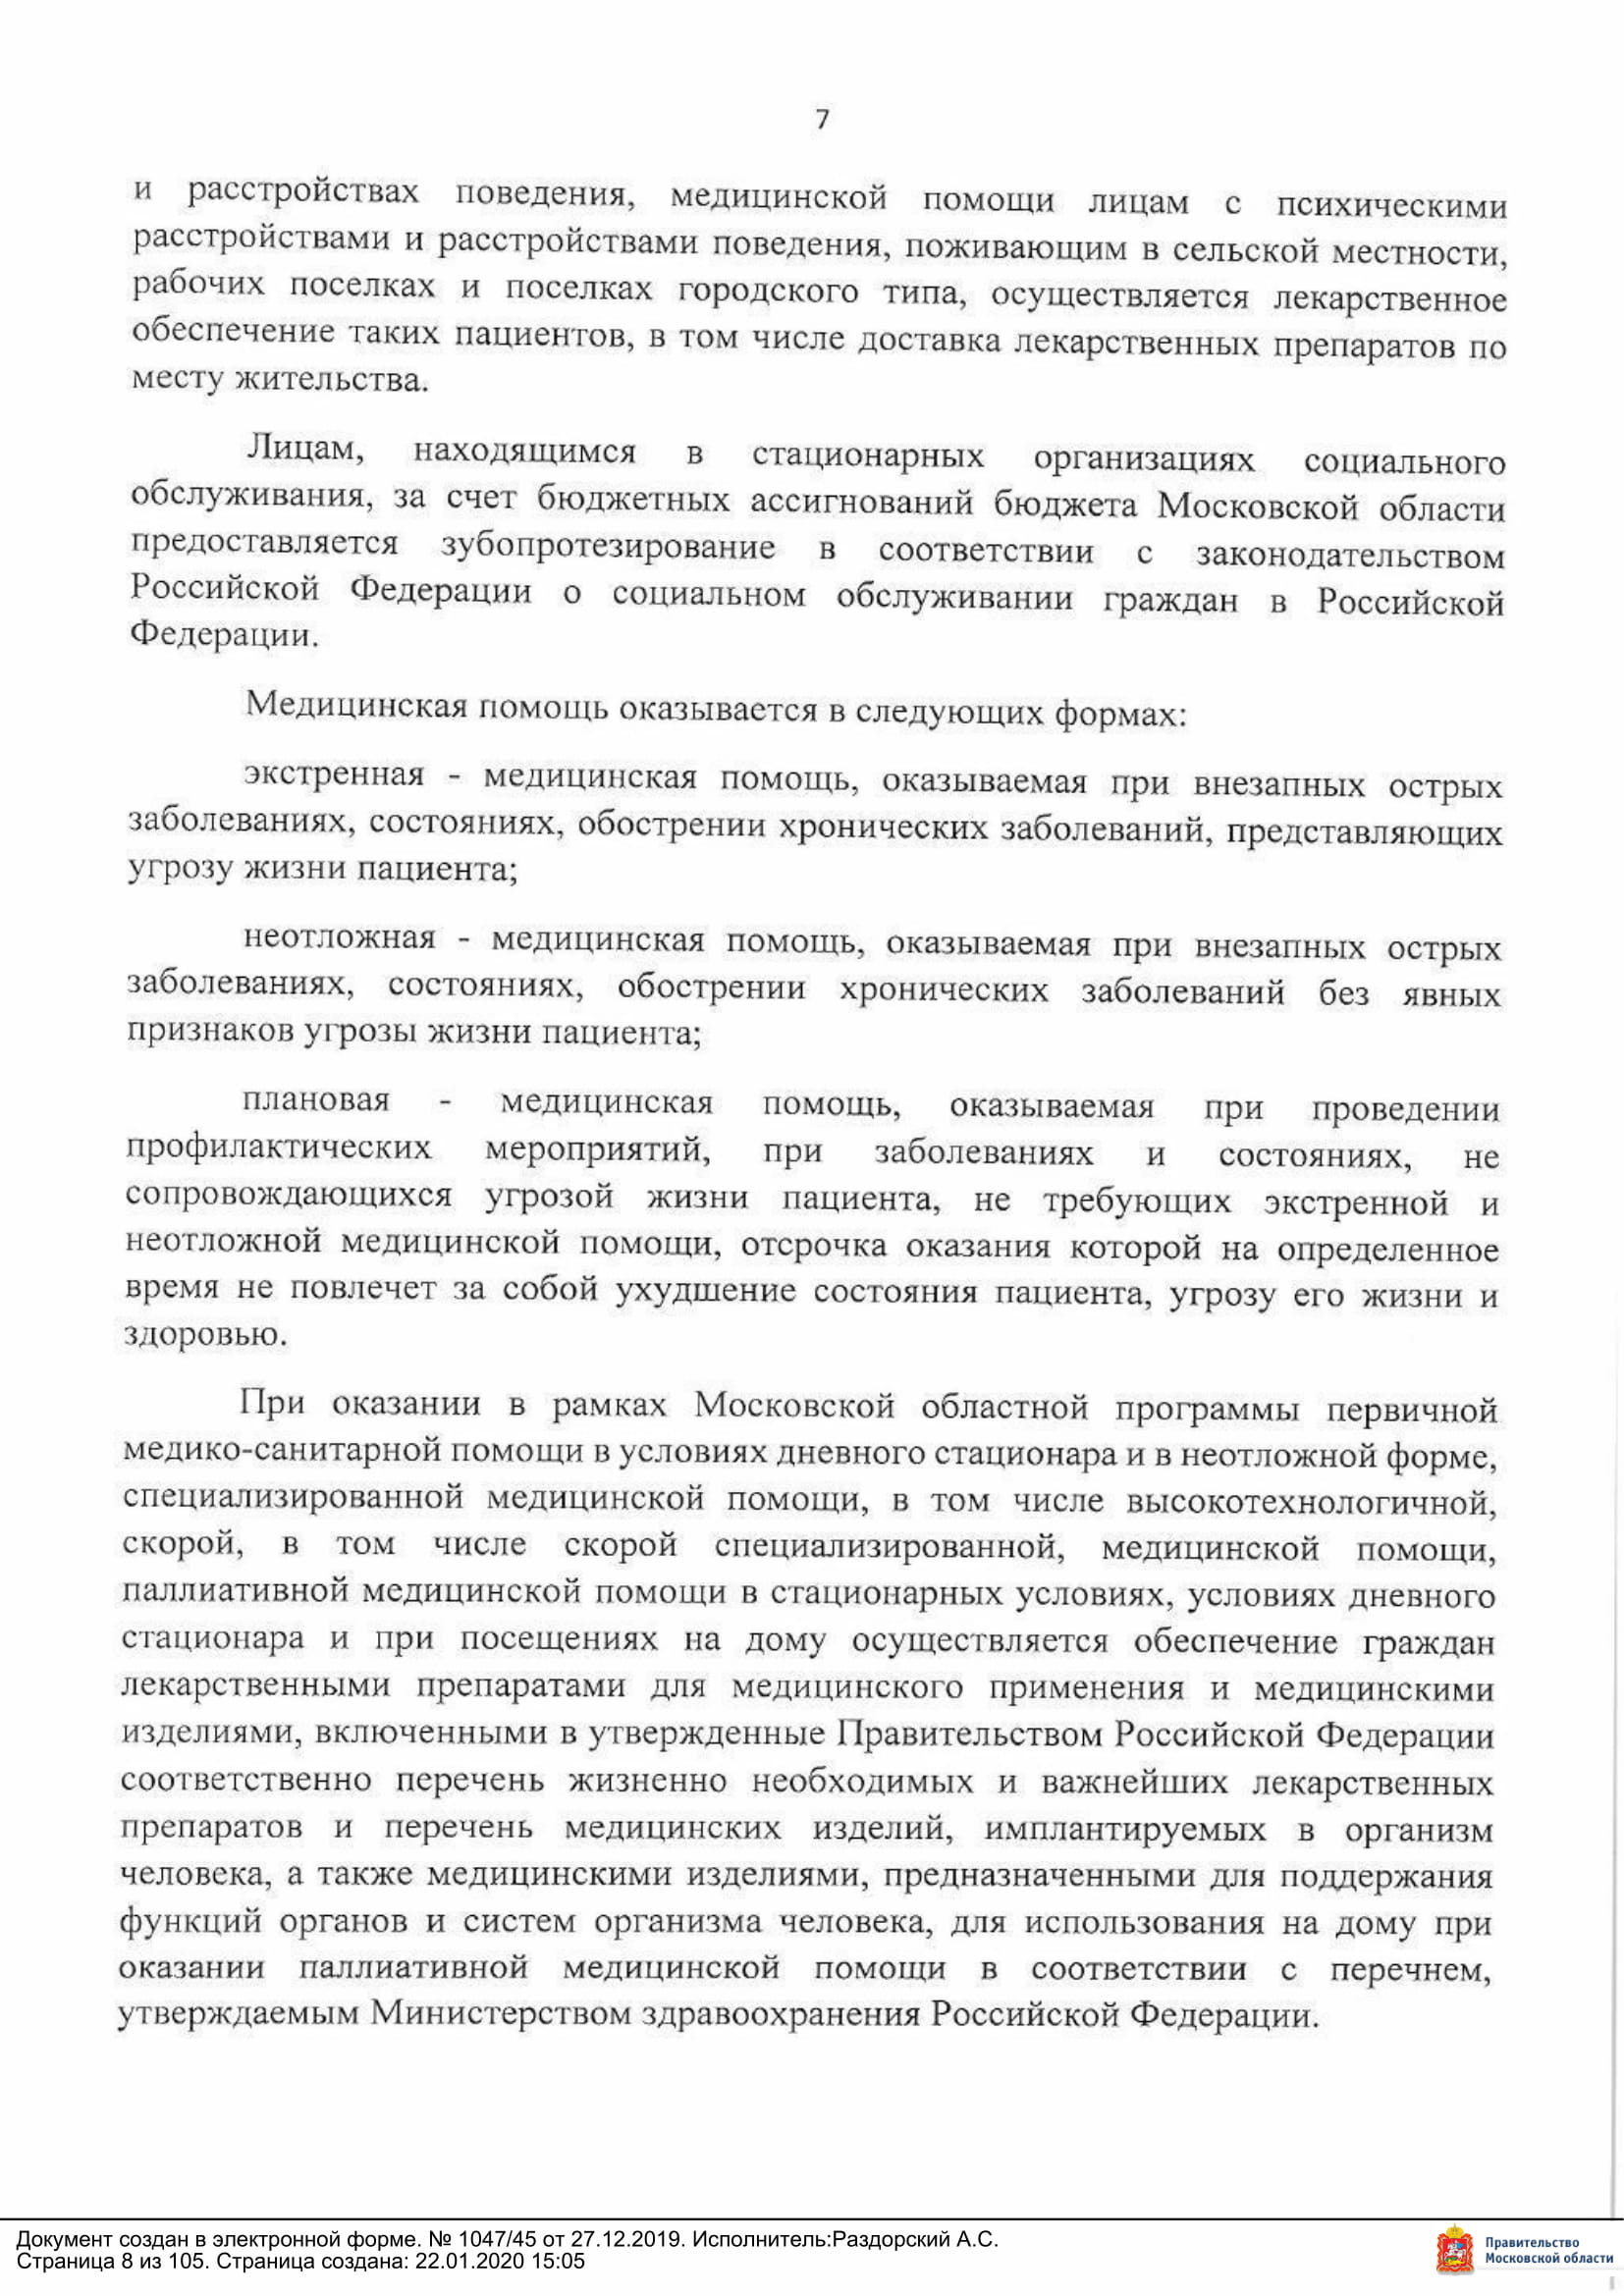 7
и расстройствах поведения, медицинской помощи лицам с психическими
расстройствами и расстройствами поведения, поживающим в сельской местности,
рабочих поселках и поселках городского типа, осуществляется лекарственное
обеспечение таких пациентов, в том числе доставка лекарственных препаратов по
месту жительства.
Лицам, находящимся в стационарных организациях социального
обслуживания, за счет бюджетных ассигнований бюджета Московской области
предоставляется зубопротезирование в соответствии с законодательством
Российской Федерации о социальном обслуживании граждан в Российской
Федерации.
Медицинская помощь оказывается в следующих формах:
экстренная - медицинская помощь, оказываемая при внезапных острых
заболеваниях, состояниях, обострении хронических заболеваний, представляющих
угрозу жизни пациента;
неотложная - медицинская помощь, оказываемая при внезапных острых
заболеваниях, состояниях, обострении хронических заболеваний без явных
признаков угрозы жизни пациента;
плановая - медицинская помощь, оказываемая при проведении
профилактических мероприятий, при заболеваниях и состояниях, не
сопровождающихся угрозой жизни пациента, не требующих экстренной и
неотложной медицинской помощи, отсрочка оказания которой на определенное
время не повлечет за собой ухудшение состояния пациента, угрозу его жизни и
здоровью.
При оказании в рамках Московской областной программы первичной
медико-санитарной помощи в условиях дневного стационара и в неотложной форме,
специализированной медицинской помощи, в том числе высокотехнологичной,
скорой, в том числе скорой специализированной, медицинской помощи,
паллиативной медицинской помощи в стационарных условиях, условиях дневного
стационара и при посещениях на дому осуществляется обеспечение граждан
лекарственными препаратами для медицинского применения и медицинскими
изделиями, включенными в утвержденные Правительством Российской Федерации
соответственно перечень жизненно необходимых и важнейших лекарственных
препаратов и перечень медицинских изделий, имплантируемых в организм
человека, а также медицинскими изделиями, предназначенными для поддержания
функций органов и систем организма человека, для использования на дому при
оказании паллиативной медицинской помощи в соответствии с перечнем,
утверждаемым Министерством здравоохранения Российской Федерации.
Документ создан в электронной форме. № 1047/45 от 27.12.2019. Исполнитель:Раздорский А.С.
Страница 8 из 105. Страница создана: 22.01.2020 15:05
Правительство
Московской области